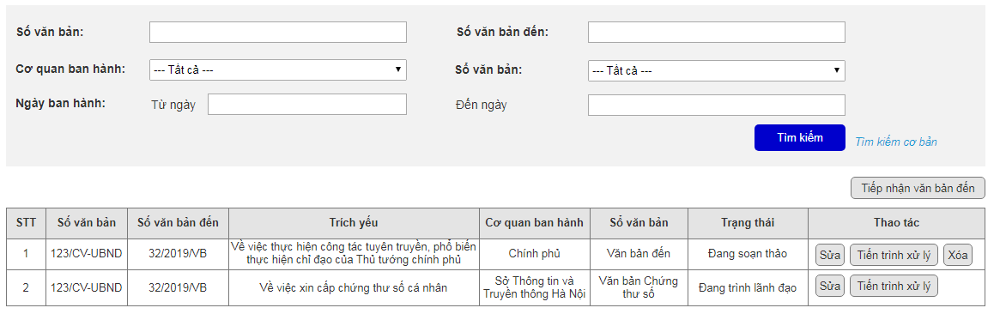 Số văn bản: Số văn bản đến:
Cơ quan ban hành: --- Tất cả --- Sổ văn bản: --- Tất cả ---
Ngày ban hành: Từ ngày Đến ngày
Tìm kiếm Tìm kiếm cơ bản
Tiếp nhận văn bản đến
STT Số văn bản Số văn bản đến Trích yếu Cơ quan ban hành Sổ văn bản Trạng thái Thao tác
1 123/CV-UBND 32/2019/VB Về việc thực hiện công tác tuyên truyền, phổ biến
thực hiện chỉ đạo của Thủ tướng chính phủ Chính phủ Văn bản đến Đang soạn thảo Sửa Tiến trình xử lý Xóa
2 123/CV-UBND 32/2019/VB Về việc xin cấp chứng thư số cá nhân Sở Thông tin và
Truyền thông Hà Nội Văn bản Chứng
thư số Đang trình lãnh đạo Sửa Tiến trình xử lý